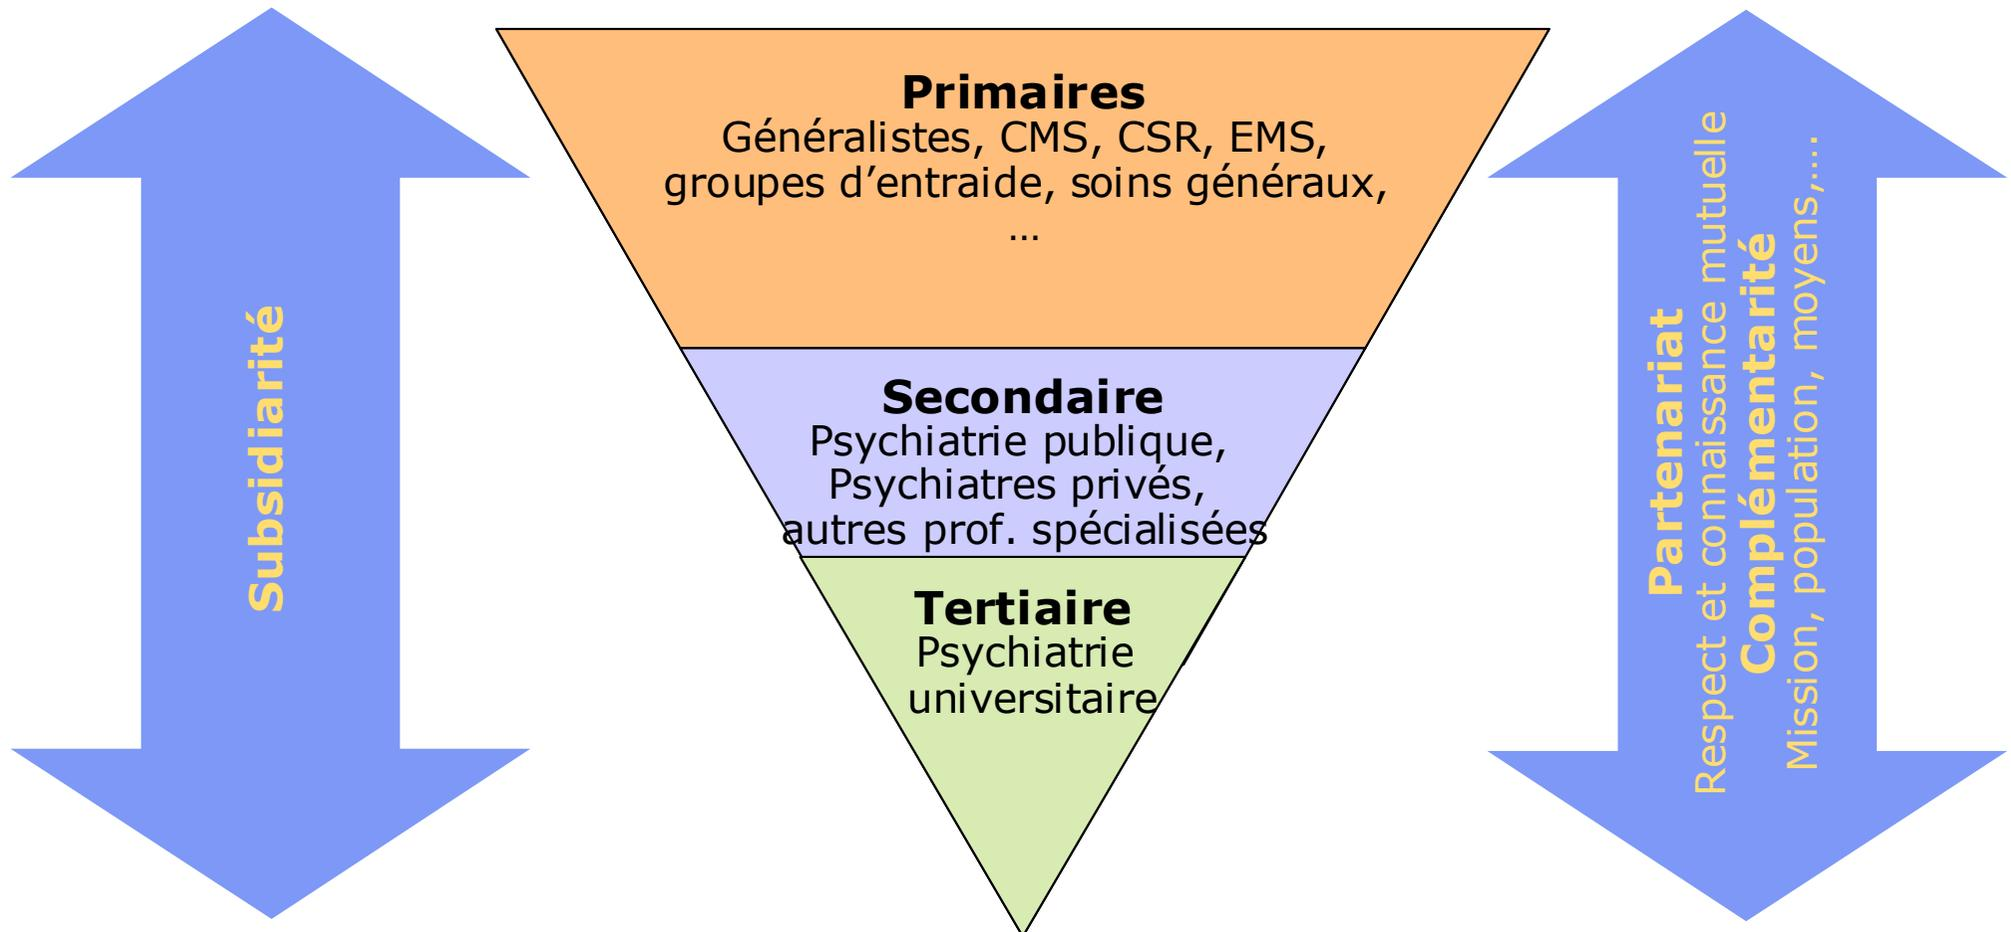 Subsidiarité
Primaires
Généralistes, CMS, CSR, EMS,
groupes d’entraide, soins généraux,
...
Secondaire
Psychiatrie publique,
Psychiatres privés,
autres prof. spécialisées
Tertiaire
Psychiatrie
universitaire
Partenariat
Respect et connaissance mutuelle
Complémentarité
Mission, population, moyens,....